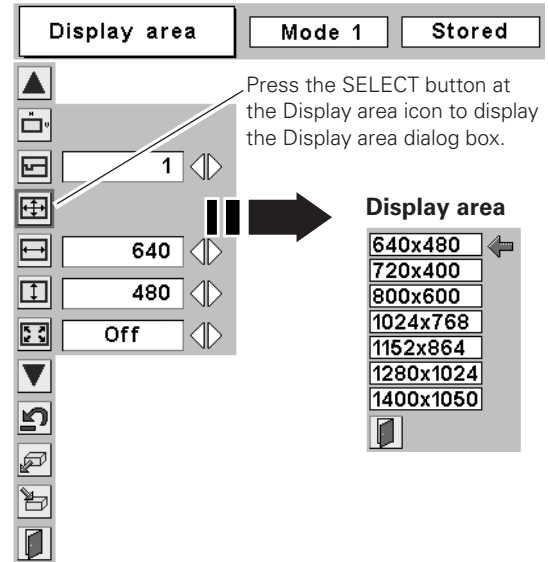 Display area
Mode 1
Stored
Press the SELECT button at
the Display area icon to display
the Display area dialog box.
H
V
1
640
480
Off
Display area
640x480
720x400
800x600
1024x768
1152x864
1280x1024
1400x1050